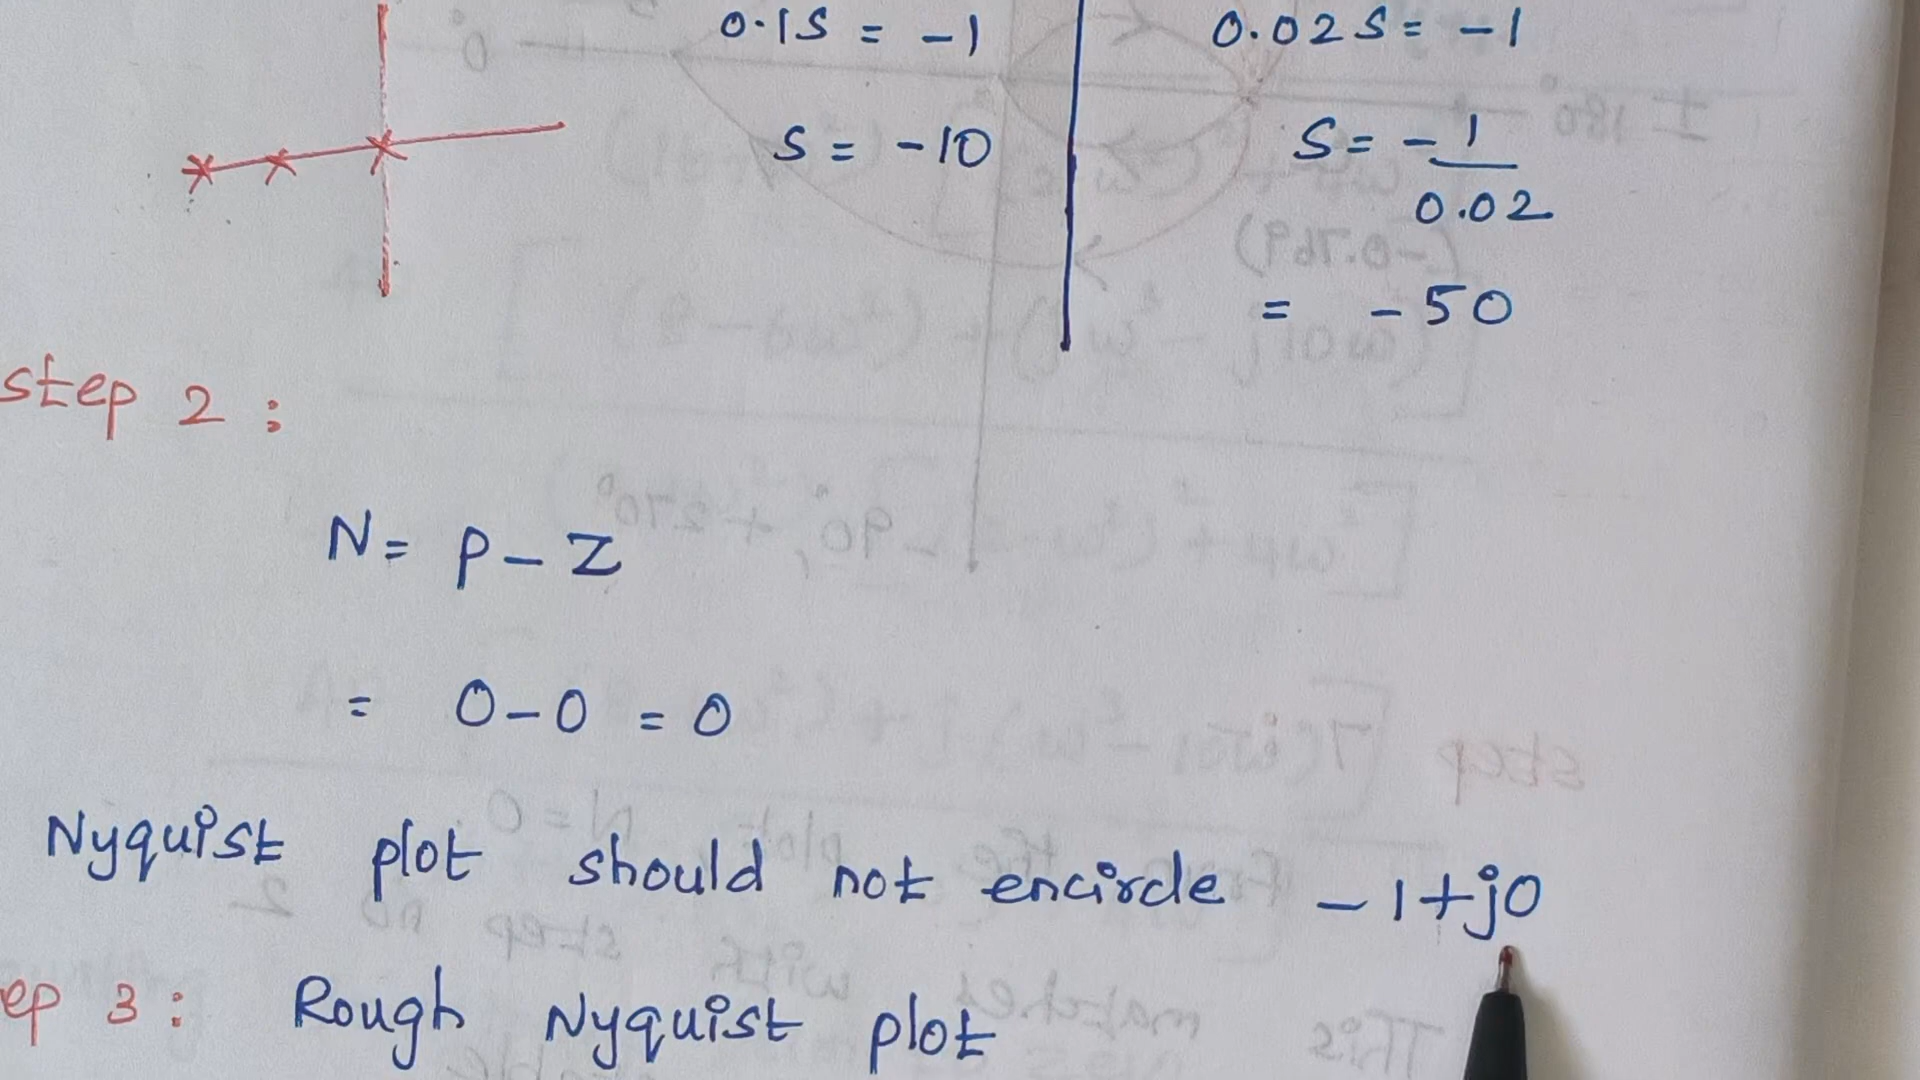 0.1S = -1
S = -10
0.02S = -1
S = -1
0.02
= -50
step 2 :
N = P - Z
= 0 - 0 = 0
Nyquist plot should not encircle -1+j0
ep 3 : Rough Nyquist plot